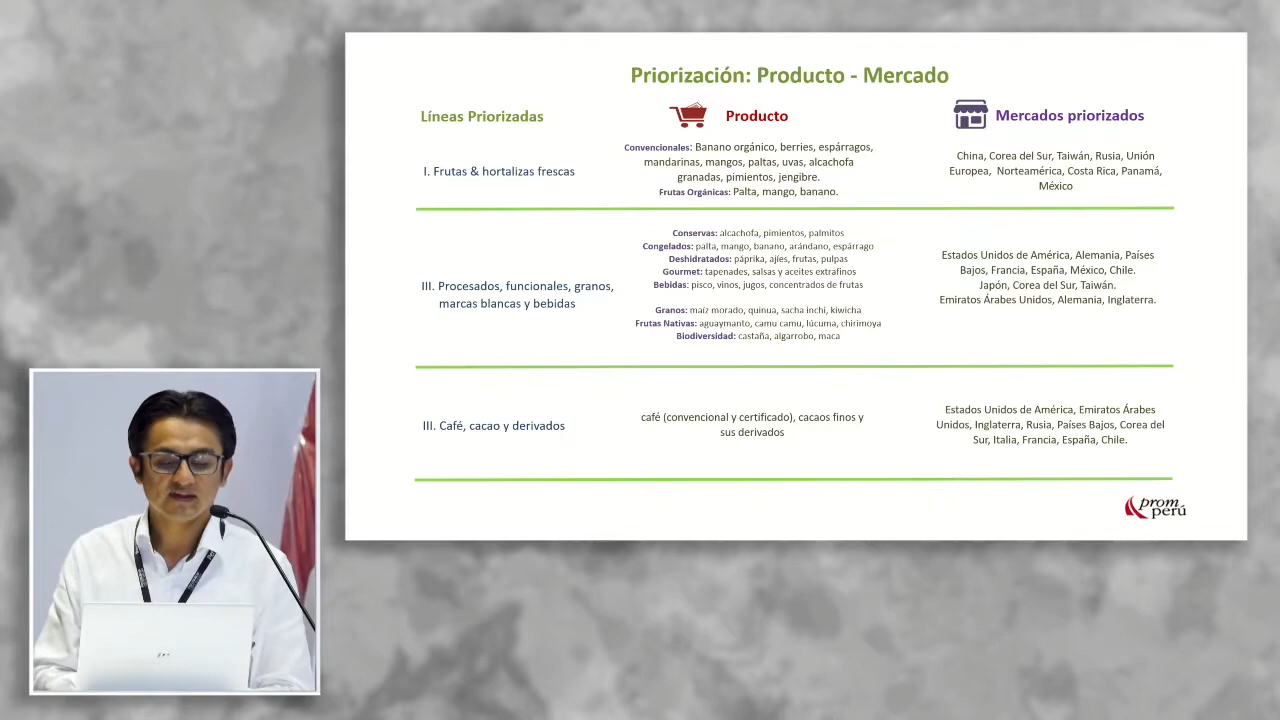 Priorización: Producto - Mercado
Líneas Priorizadas
Producto
Mercados priorizados
I. Frutas & hortalizas frescas
Convencionales: Banano orgánico, berries, espárragos,
mandarinas, mangos, paltas, uvas, alcachofa
granadas, pimientos, jengibre.
Frutas Orgánicas: Palta, mango, banano.
China, Corea del Sur, Taiwán, Rusia, Unión
Europea, Norteamérica, Costa Rica, Panamá,
México
III. Procesados, funcionales, granos,
marcas blancas y bebidas
Conservas: alcachofa, pimientos, palmitos
Congelados: palta, mango, banano, arándano, espárrago
Deshidratados: páprika, ajíes, frutas, pulpas
Gourmet: tapenades, salsas y aceites extrafinos
Bebidas: pisco, vinos, jugos, concentrados de frutas
Granos: maíz morado, quinua, sacha inchi, kiwicha
Frutas Nativas: aguaymanto, camu camu, lúcuma, chirimoya
Biodiversidad: castaña, algarrobo, maca
Estados Unidos de América, Alemania, Países
Bajos, Francia, España, México, Chile.
Japón, Corea del Sur, Taiwán.
Emiratos Árabes Unidos, Alemania, Inglaterra.
III. Café, cacao y derivados
café (convencional y certificado), cacaos finos y
sus derivados
Estados Unidos de América, Emiratos Árabes
Unidos, Inglaterra, Rusia, Países Bajos, Corea del
Sur, Italia, Francia, España, Chile.
prom
perú
hp